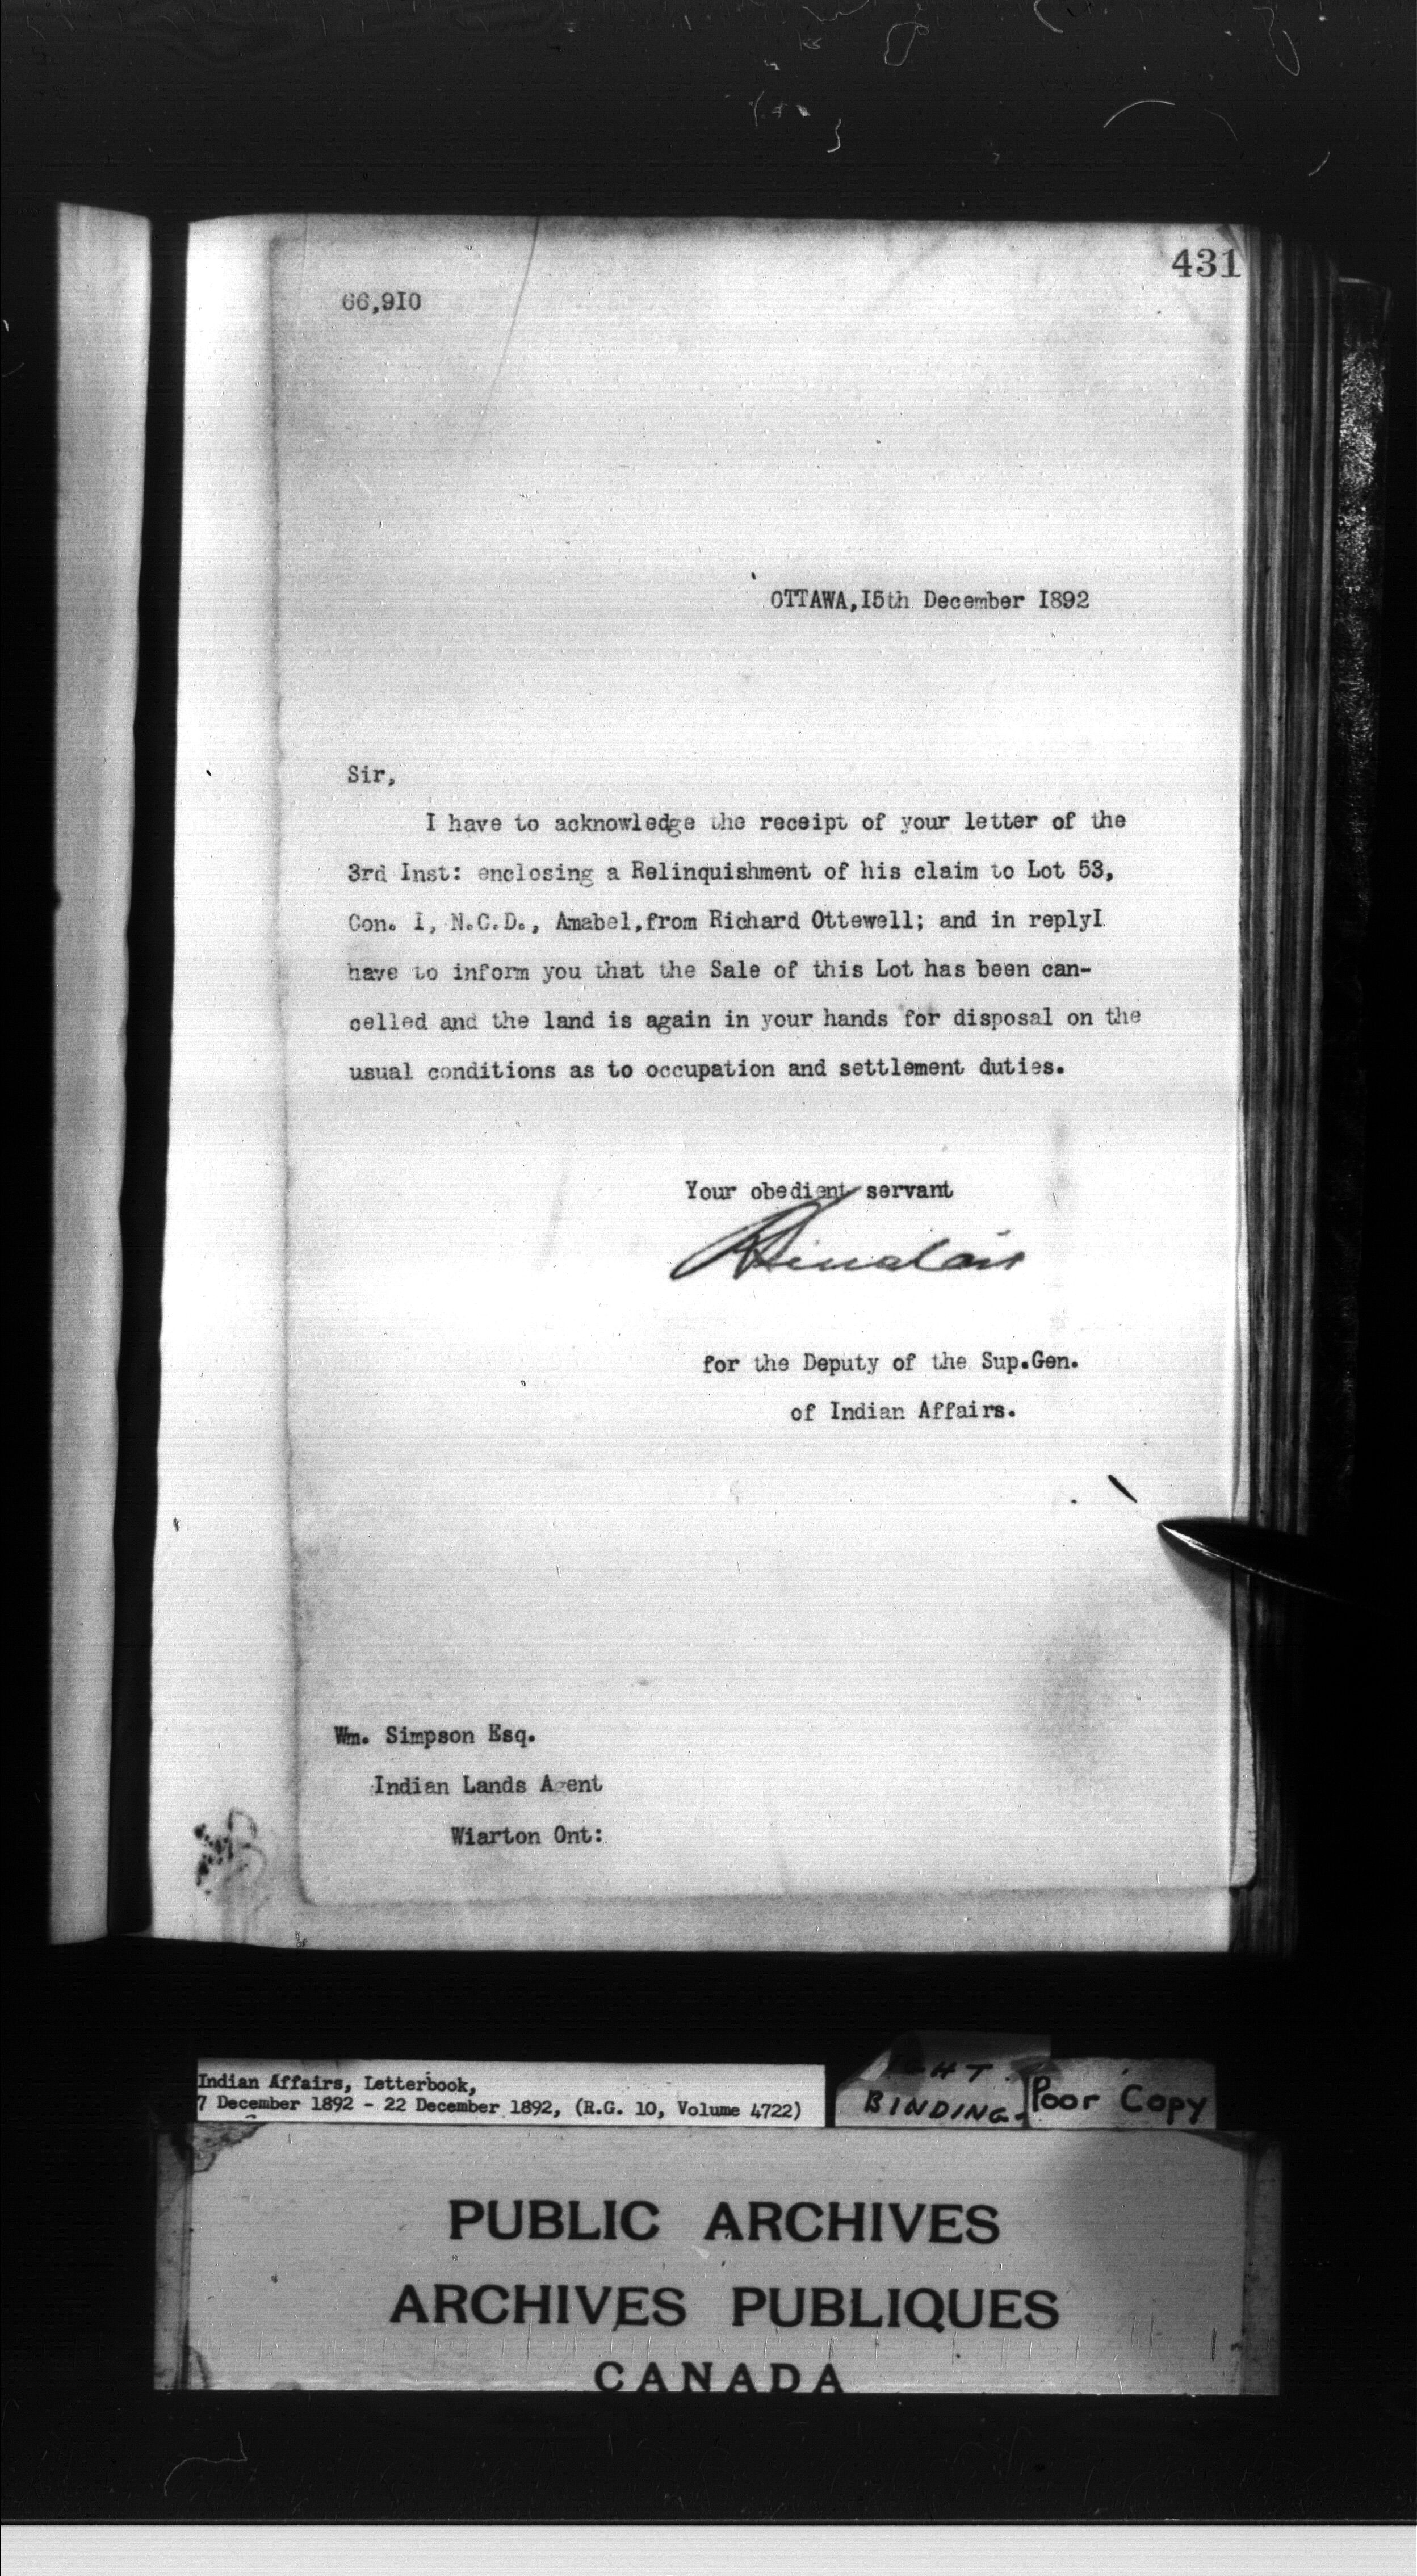 431
66,9I0
OTTAWA,I5th December I892
Sir,
I have to acknowledge the receipt of your letter of the
3rd Inst: enclosing a Relinquishment of his claim to Lot 53,
Con. I, N.C.D., Amabel,from Richard Ottewell; and in replyI
have to inform you that the Sale of this Lot has been can-
celled and the land is again in your hands for disposal on the
usual conditions as to occupation and settlement duties.
Your obedient servant
Sinclair
for the Deputy of the Sup.Gen.
of Indian Affairs.
Wm. Simpson Esq.
Indian Lands Agent
Wiarton Ont:
Indian Affairs, Letterbook,
7 December 1892 - 22 December 1892, (R.G. 10, Volume 4722)
BINDING
Poor Copy
PUBLIC ARCHIVES
ARCHIVES PUBLIQUES
CANADA